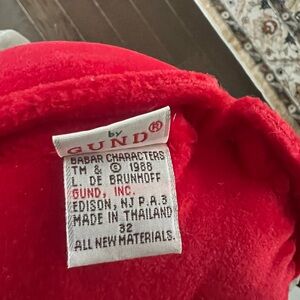 by
GUND®
BABAR CHARACTERS
TM & © 1988
L. DE BRUNHOFF
GUND, INC.
EDISON, NJ P.A.3
MADE IN THAILAND
32
ALL NEW MATERIALS.